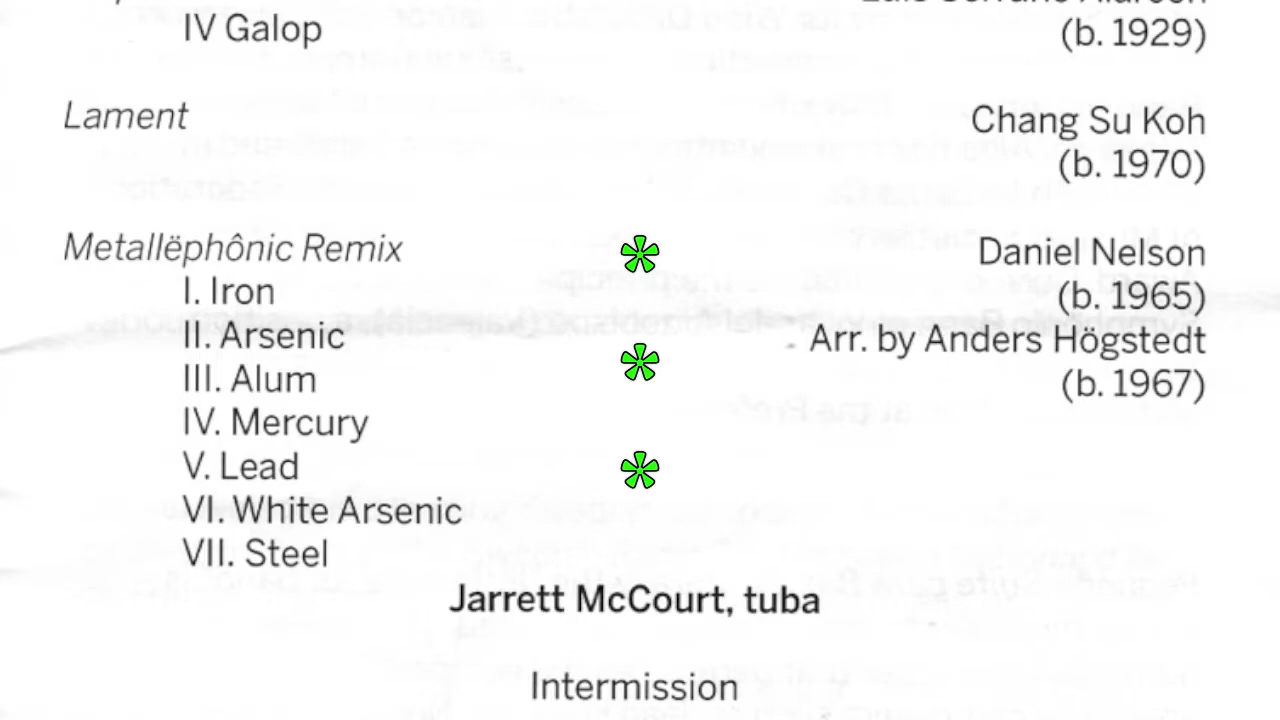 IV Galop (b. 1929)
Lament Chang Su Koh
(b. 1970)
Metallëphônic Remix * Daniel Nelson
I. Iron (b. 1965)
II. Arsenic * Arr. by Anders Högstedt
III. Alum (b. 1967)
IV. Mercury
V. Lead *
VI. White Arsenic
VII. Steel
Jarrett McCourt, tuba
Intermission